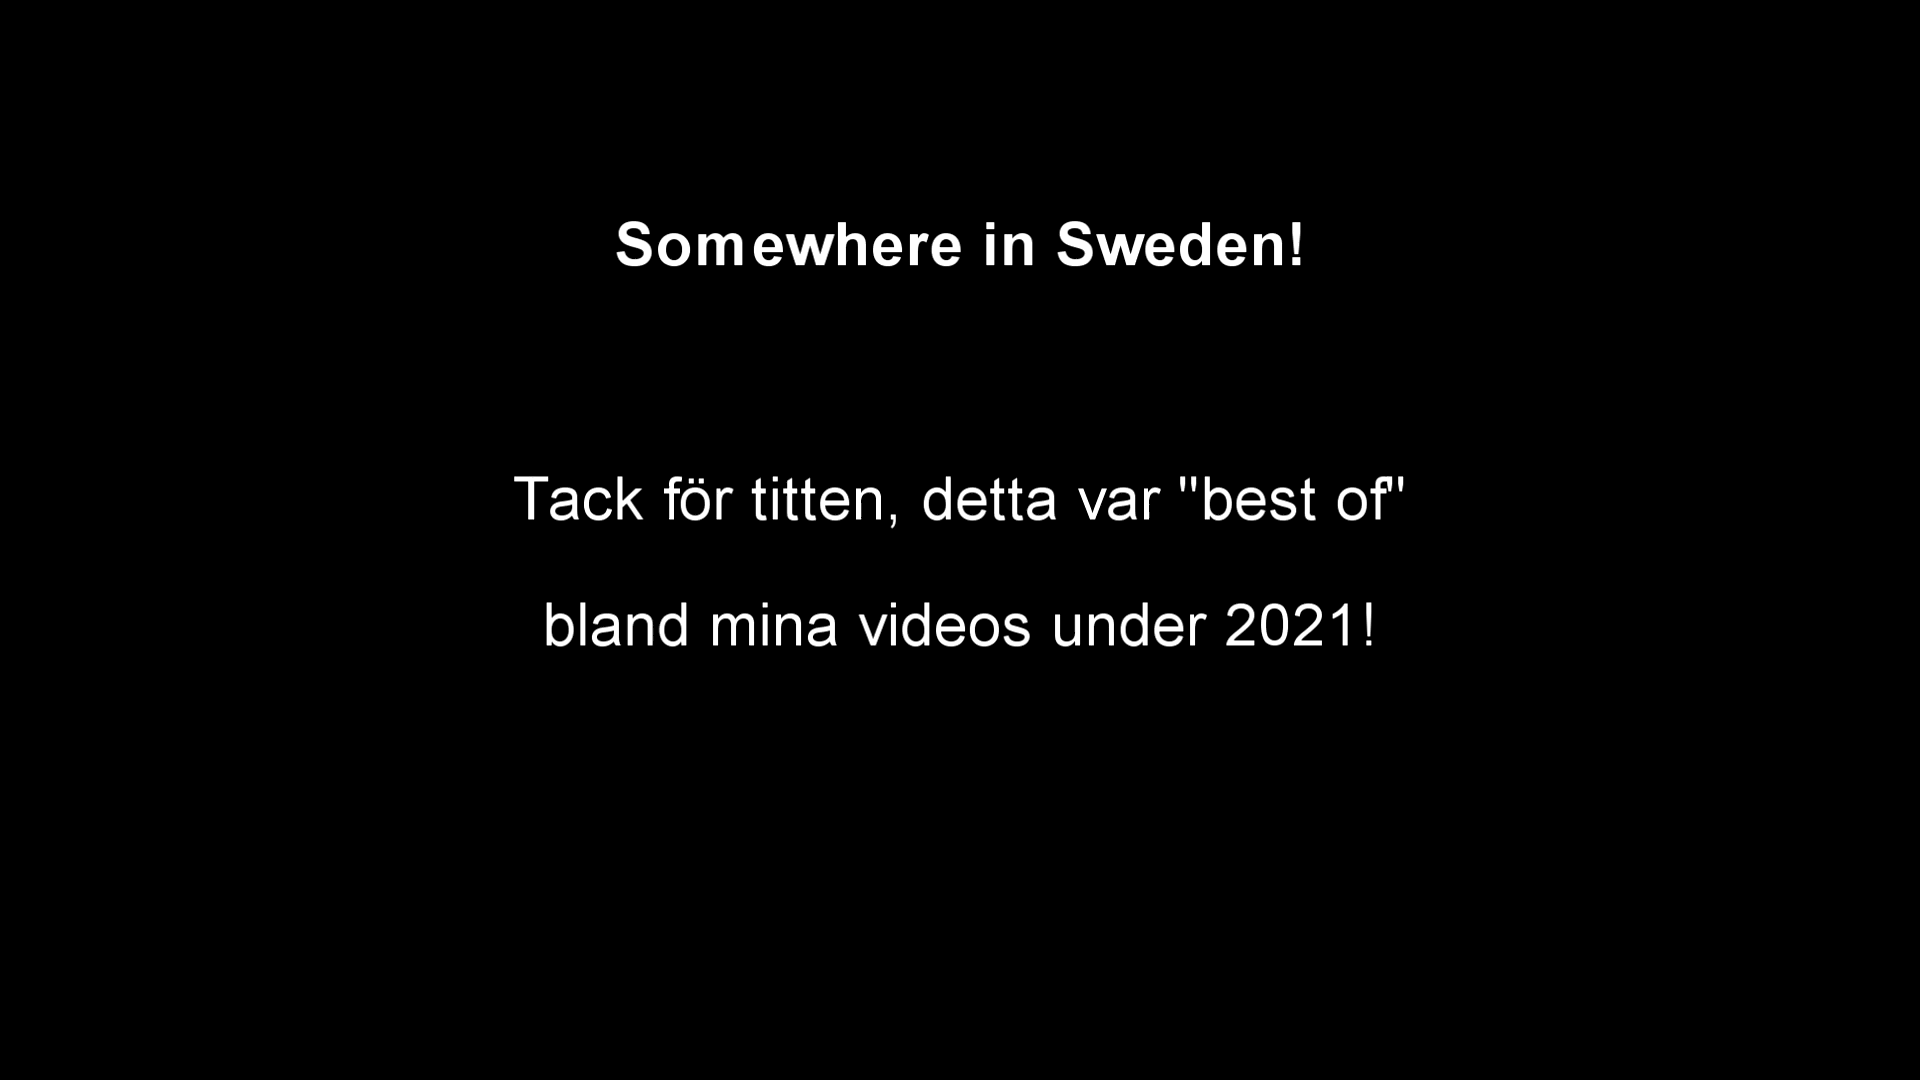 Somewhere in Sweden!
Tack för titten, detta var "best of"
bland mina videos under 2021!